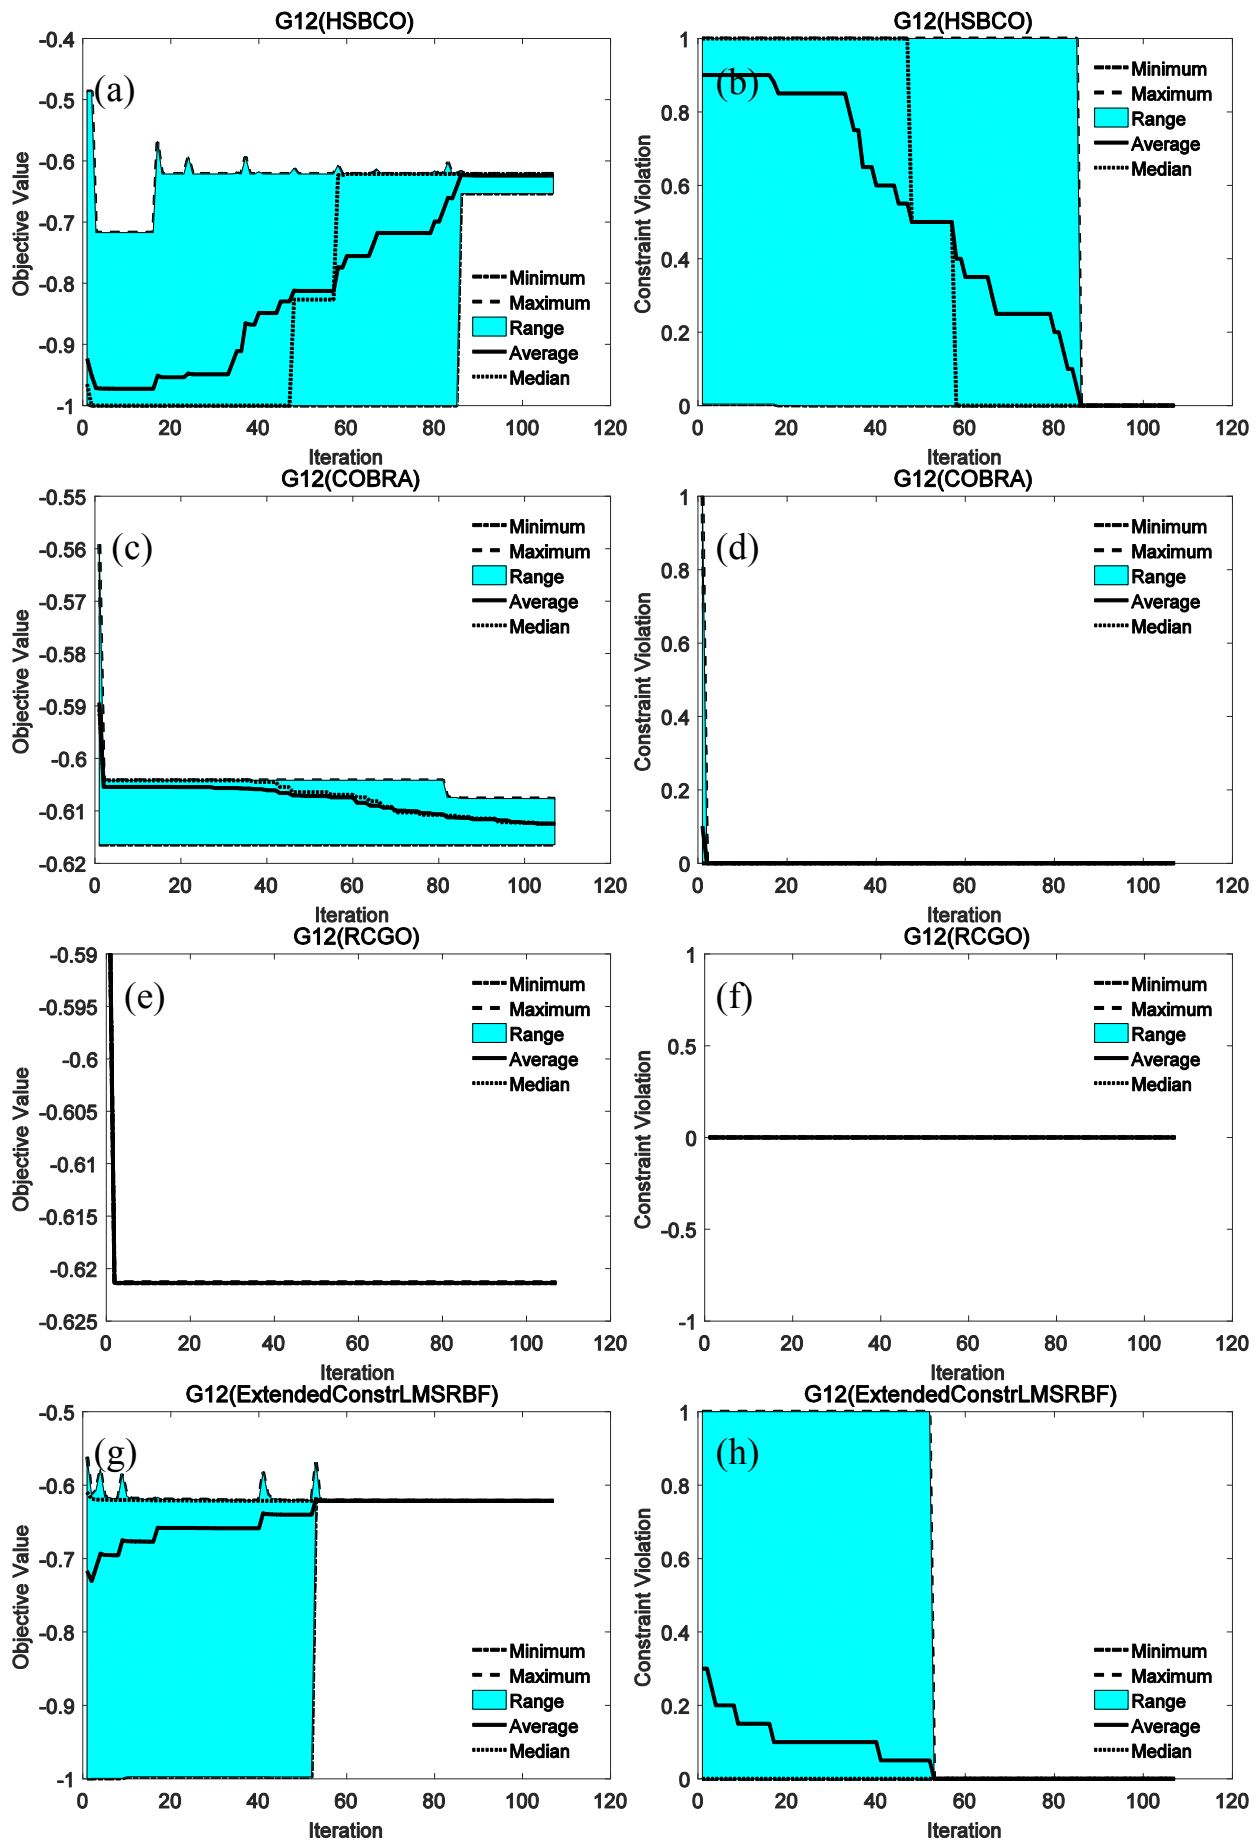 G12(HSBCO)
-0.4
-0.5
-0.6
-0.7
-0.8
-0.9
-1
Objective Value
(a)
Minimum
Maximum
Range
Average
Median
0 20 40 60 80 100 120
Iteration
G12(HSBCO)
1
0.8
0.6
0.4
0.2
0
Constraint Violation
(b)
Minimum
Maximum
Range
Average
Median
0 20 40 60 80 100 120
Iteration
G12(COBRA)
-0.55
-0.56
-0.57
-0.58
-0.59
-0.6
-0.61
-0.62
Objective Value
(c)
Minimum
Maximum
Range
Average
Median
0 20 40 60 80 100 120
Iteration
G12(COBRA)
1
0.8
0.6
0.4
0.2
0
Constraint Violation
(d)
Minimum
Maximum
Range
Average
Median
0 20 40 60 80 100 120
Iteration
G12(RCGO)
-0.59
-0.595
-0.6
-0.605
-0.61
-0.615
-0.62
-0.625
Objective Value
(e)
Minimum
Maximum
Range
Average
Median
0 20 40 60 80 100 120
Iteration
G12(RCGO)
1
0.5
0
-0.5
-1
Constraint Violation
(f)
Minimum
Maximum
Range
Average
Median
0 20 40 60 80 100 120
Iteration
G12(ExtendedConstrLMSRBF)
-0.5
-0.6
-0.7
-0.8
-0.9
-1
Objective Value
(g)
Minimum
Maximum
Range
Average
Median
0 20 40 60 80 100 120
Iteration
G12(ExtendedConstrLMSRBF)
1
0.8
0.6
0.4
0.2
0
Constraint Violation
(h)
Minimum
Maximum
Range
Average
Median
0 20 40 60 80 100 120
Iteration